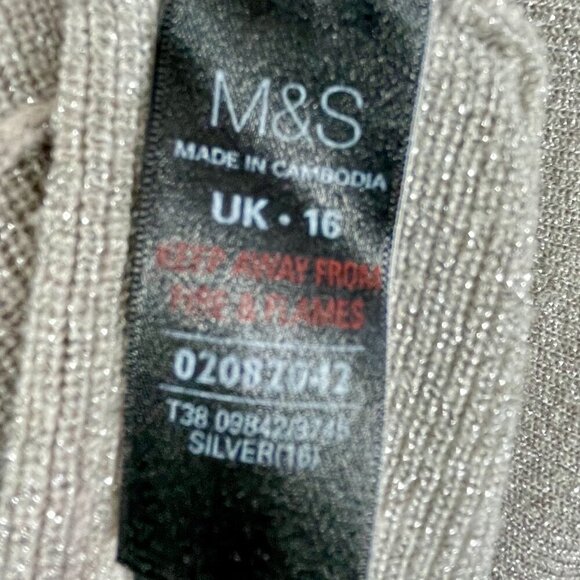 M&S
MADE IN CAMBODIA
UK · 16
KEEP AWAY FROM
FIRE & FLAMES
02087042
T38 09842/3745
SILVER(16)